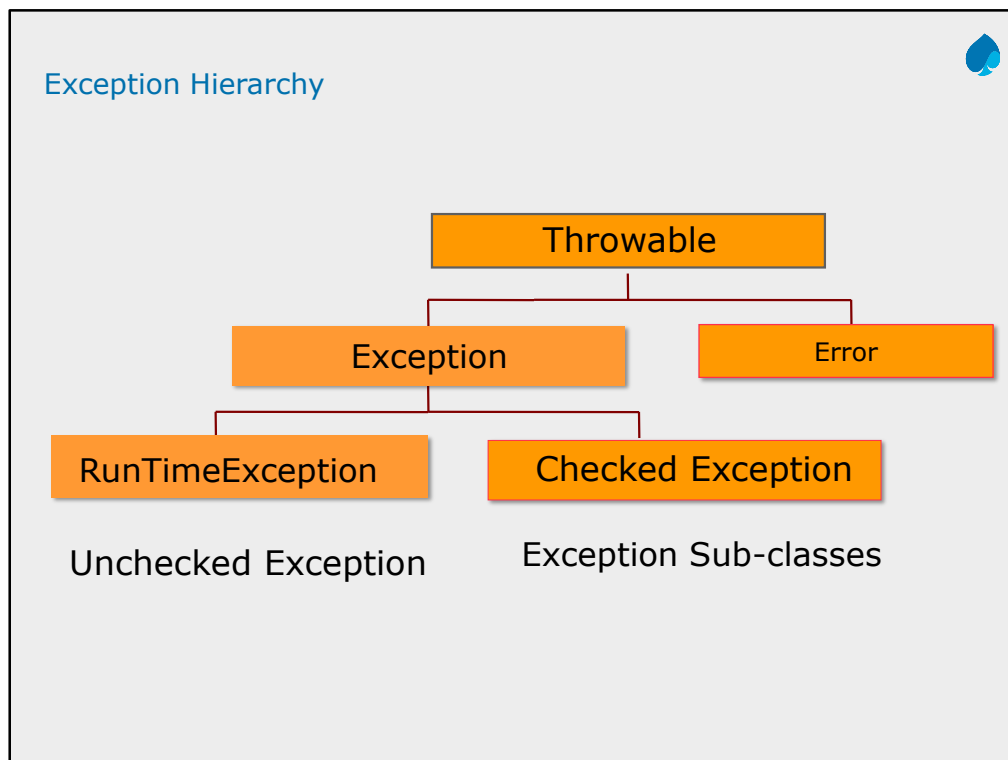 Exception Hierarchy
Throwable
Exception
Error
RunTimeException
Checked Exception
Unchecked Exception
Exception Sub-classes